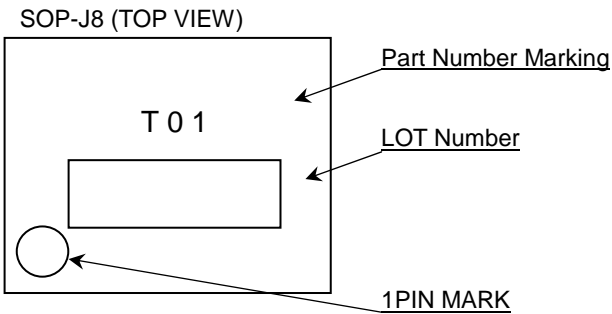 SOP-J8 (TOP VIEW)
Part Number Marking
T 0 1
LOT Number
1PIN MARK